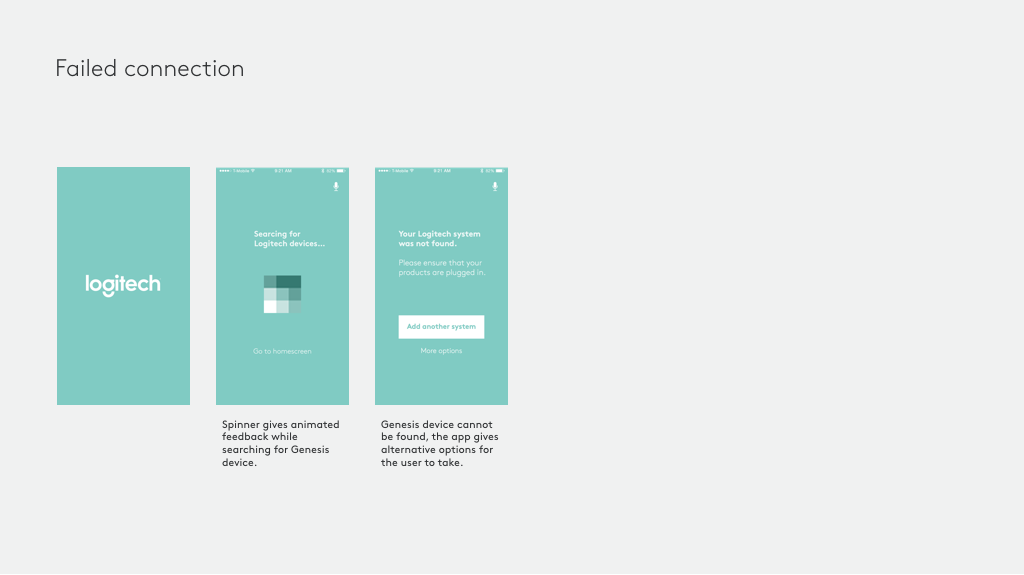 Failed connection
logitech
T-Mobile
9:21 AM
Searcing for
Logitech devices...
Go to homescreen
T-Mobile
9:21 AM
Your Logitech system
was not found.
Please ensure that your
products are plugged in.
Add another system
More options
Spinner gives animated
feedback while
searching for Genesis
device.
Genesis device cannot
be found, the app gives
alternative options for
the user to take.